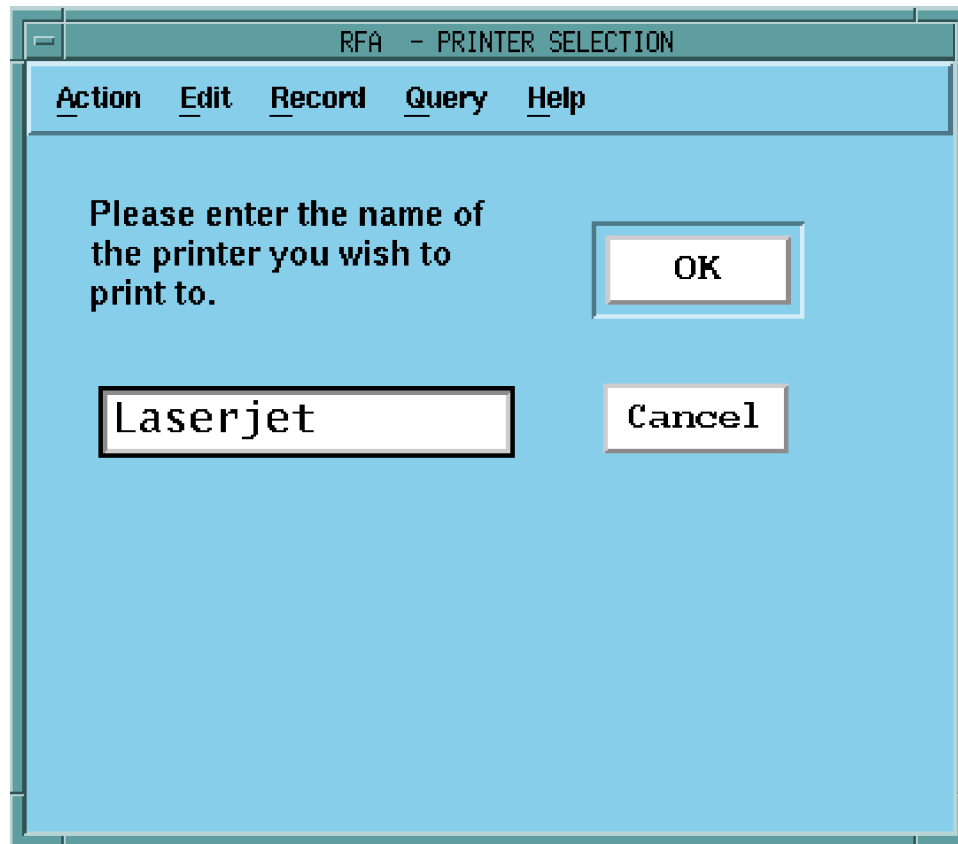 RFA - PRINTER SELECTION
Action Edit Record Query Help
Please enter the name of
the printer you wish to
print to.
OK
Laserjet
Cancel